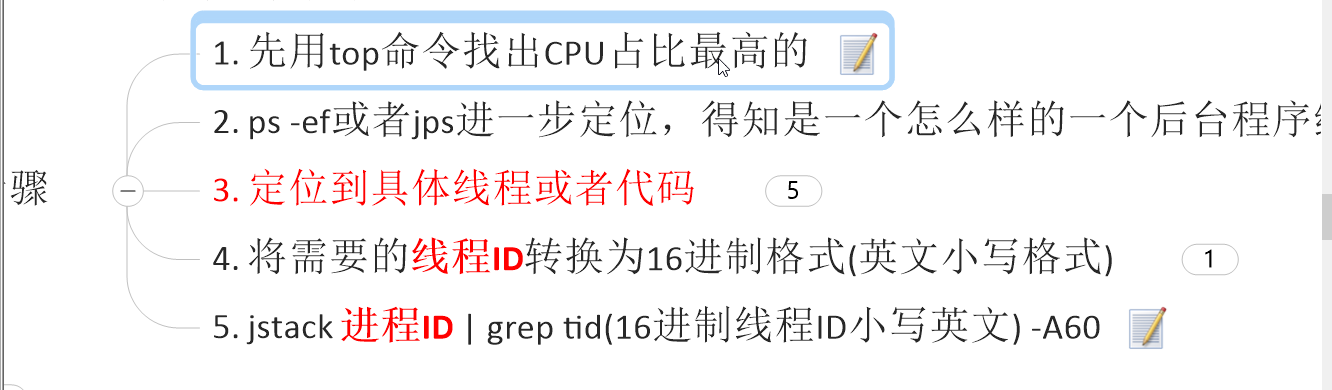 1. 先用top命令找出CPU占比最高的
2. ps -ef或者jps进一步定位，得知是一个怎么样的一个后台程序
骤
3. 定位到具体线程或者代码 5
4. 将需要的线程ID转换为16进制格式(英文小写格式) 1
5. jstack 进程ID | grep tid(16进制线程ID小写英文) -A60